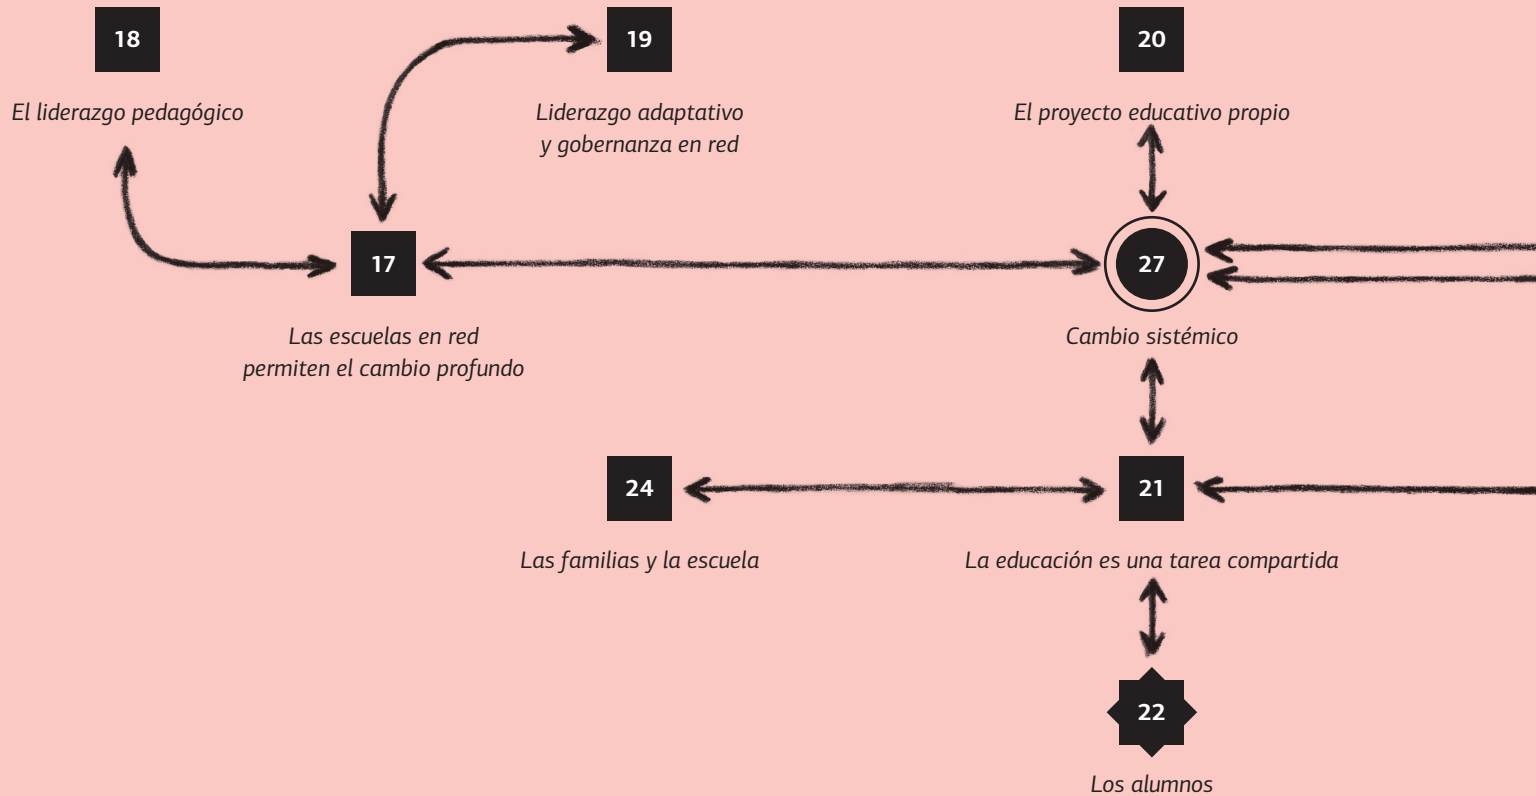 18
El liderazgo pedagógico
19
Liderazgo adaptativo
y gobernanza en red
20
El proyecto educativo propio
17
Las escuelas en red
permiten el cambio profundo
27
Cambio sistémico
24
Las familias y la escuela
21
La educación es una tarea compartida
22
Los alumnos